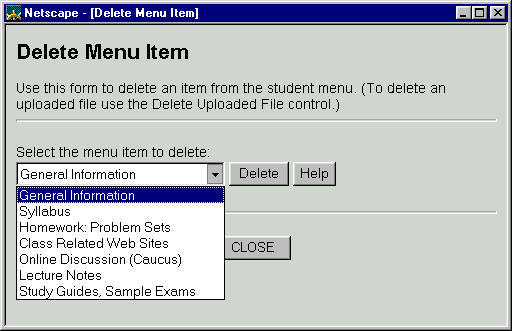 Netscape - [Delete Menu Item]
Delete Menu Item
Use this form to delete an item from the student menu. (To delete an
uploaded file use the Delete Uploaded File control.)
Select the menu item to delete:
General Information Delete Help
General Information
Syllabus
Homework: Problem Sets
Class Related Web Sites
Online Discussion (Caucus)
Lecture Notes
Study Guides, Sample Exams
CLOSE